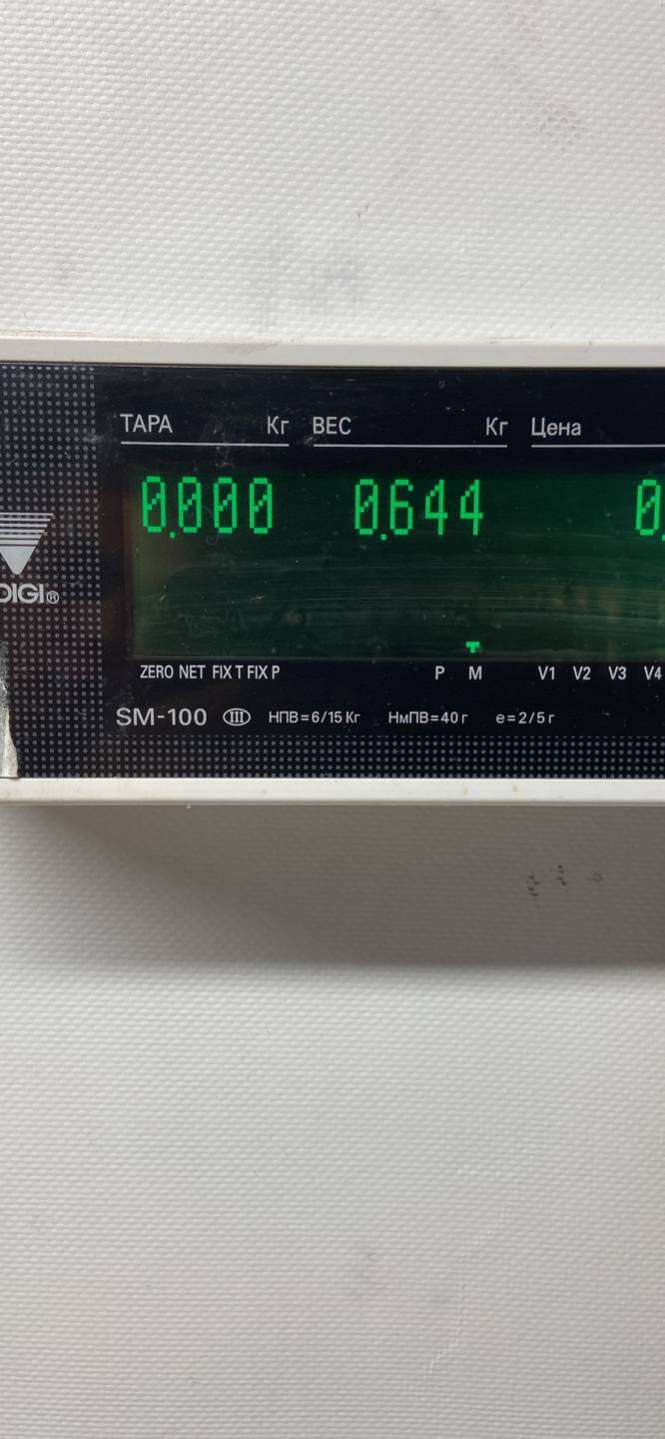 ТАРА Кг ВЕС Кг Цена
0.000 0.644 0.
DIGI®
ZERO NET FIX T FIX P P M V1 V2 V3 V4
SM-100 III НПВ=6/15 Кг НмПВ=40 г e=2/5 г